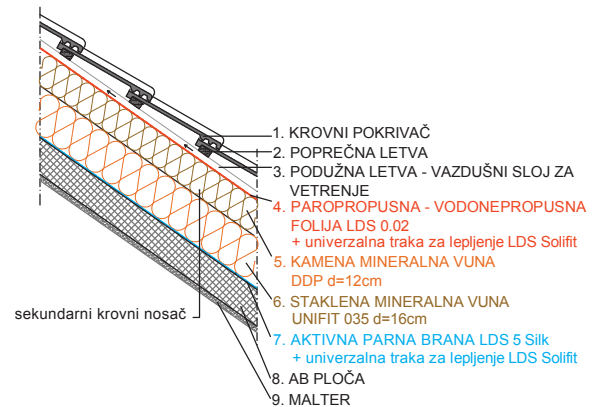 1. KROVNI POKRIVAČ
2. POPREČNA LETVA
3. PODUŽNA LETVA - VAZDUŠNI SLOJ ZA
VETRENJE
4. PAROPROPUSNA - VODONEPROPUSNA
FOLIJA LDS 0.02
+ univerzalna traka za lepljenje LDS Solifit
5. KAMENA MINERALNA VUNA
DDP d=12cm
6. STAKLENA MINERALNA VUNA
UNIFIT 035 d=16cm
sekundarni krovni nosač
7. AKTIVNA PARNA BRANA LDS 5 Silk
+ univerzalna traka za lepljenje LDS Solifit
8. AB PLOČA
9. MALTER